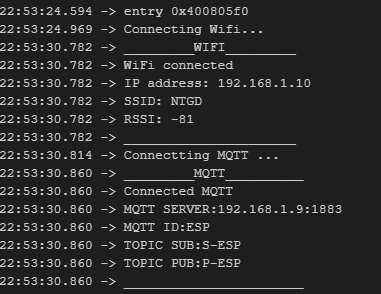 22:53:24.594 -> entry 0x400805f0
22:53:24.969 -> Connecting Wifi...
22:53:30.782 -> _________WIFI_________
22:53:30.782 -> WiFi connected
22:53:30.782 -> IP address: 192.168.1.10
22:53:30.782 -> SSID: NTGD
22:53:30.782 -> RSSI: -81
22:53:30.782 -> ______________________
22:53:30.814 -> Connectting MQTT ...
22:53:30.860 -> _________MQTT__________
22:53:30.860 -> Connected MQTT
22:53:30.860 -> MQTT SERVER:192.168.1.9:1883
22:53:30.860 -> MQTT ID:ESP
22:53:30.860 -> TOPIC SUB:S-ESP
22:53:30.860 -> TOPIC PUB:P-ESP
22:53:30.860 -> _______________________